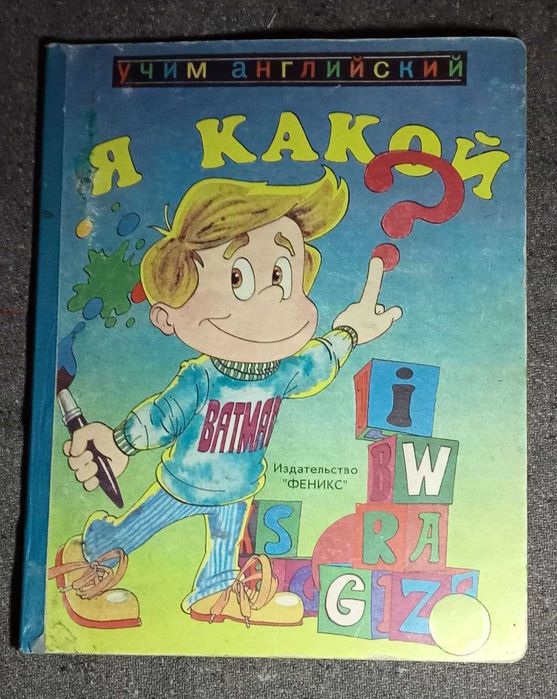 учим английский
Я КАКОЙ?
BATMAN
Издательство
"ФЕНИКС"
i
B W
S R A
G I Z